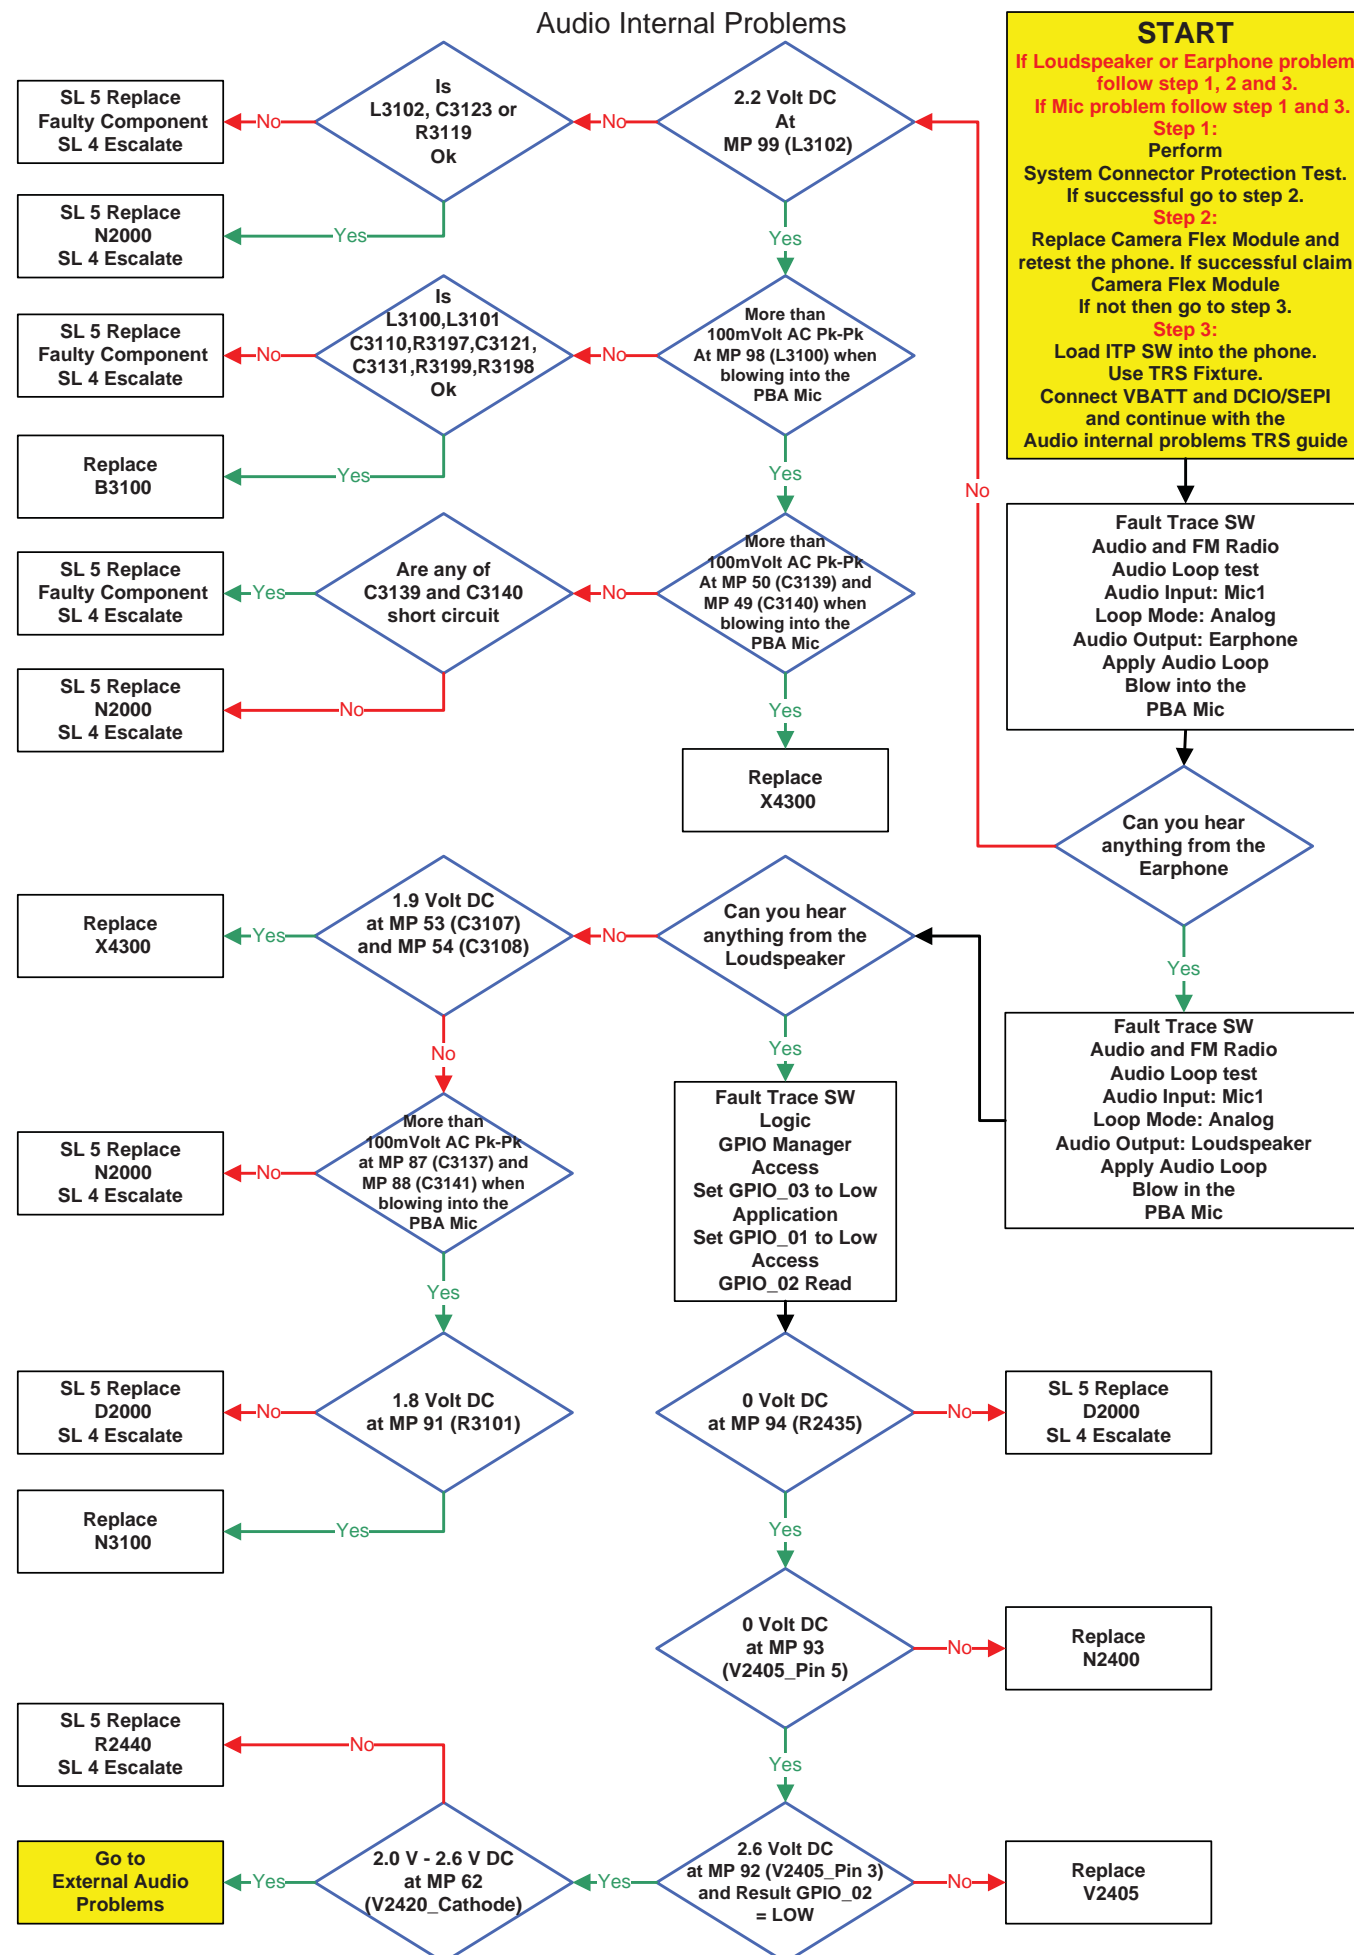 Audio Internal Problems
START
If Loudspeaker or Earphone problem
follow step 1, 2 and 3.
If Mic problem follow step 1 and 3.
Step 1:
Perform
System Connector Protection Test.
If successful go to step 2.
Step 2:
Replace Camera Flex Module and
retest the phone. If successful claim
Camera Flex Module
If not then go to step 3.
Step 3:
Load ITP SW into the phone.
Use TRS Fixture.
Connect VBATT and DCIO/SEPI
and continue with the
Audio internal problems TRS guide
Fault Trace SW
Audio and FM Radio
Audio Loop test
Audio Input: Mic1
Loop Mode: Analog
Audio Output: Earphone
Apply Audio Loop
Blow into the
PBA Mic
Can you hear
anything from the
Earphone
No
Yes
2.2 Volt DC
At
MP 99 (L3102)
No
Yes
Is
L3102, C3123 or
R3119
Ok
No
Yes
SL 5 Replace
Faulty Component
SL 4 Escalate
SL 5 Replace
N2000
SL 4 Escalate
More than
100mVolt AC Pk-Pk
At MP 98 (L3100) when
blowing into the
PBA Mic
No
Yes
Is
L3100,L3101
C3110,R3197,C3121,
C3131,R3199,R3198
Ok
No
Yes
SL 5 Replace
Faulty Component
SL 4 Escalate
Replace
B3100
More than
100mVolt AC Pk-Pk
At MP 50 (C3139) and
MP 49 (C3140) when
blowing into the
PBA Mic
No
Yes
Are any of
C3139 and C3140
short circuit
Yes
No
SL 5 Replace
Faulty Component
SL 4 Escalate
SL 5 Replace
N2000
SL 4 Escalate
Replace
X4300
Fault Trace SW
Audio and FM Radio
Audio Loop test
Audio Input: Mic1
Loop Mode: Analog
Audio Output: Loudspeaker
Apply Audio Loop
Blow in the
PBA Mic
Can you hear
anything from the
Loudspeaker
No
Yes
1.9 Volt DC
at MP 53 (C3107)
and MP 54 (C3108)
Yes
No
Replace
X4300
More than
100mVolt AC Pk-Pk
at MP 87 (C3137) and
MP 88 (C3141) when
blowing into the
PBA Mic
No
Yes
SL 5 Replace
N2000
SL 4 Escalate
1.8 Volt DC
at MP 91 (R3101)
No
Yes
SL 5 Replace
D2000
SL 4 Escalate
Replace
N3100
Fault Trace SW
Logic
GPIO Manager
Access
Set GPIO_03 to Low
Application
Set GPIO_01 to Low
Access
GPIO_02 Read
0 Volt DC
at MP 94 (R2435)
No
Yes
SL 5 Replace
D2000
SL 4 Escalate
0 Volt DC
at MP 93
(V2405_Pin 5)
No
Yes
Replace
N2400
2.6 Volt DC
at MP 92 (V2405_Pin 3)
and Result GPIO_02
= LOW
No
Yes
Replace
V2405
2.0 V - 2.6 V DC
at MP 62
(V2420_Cathode)
No
Yes
SL 5 Replace
R2440
SL 4 Escalate
Go to
External Audio
Problems